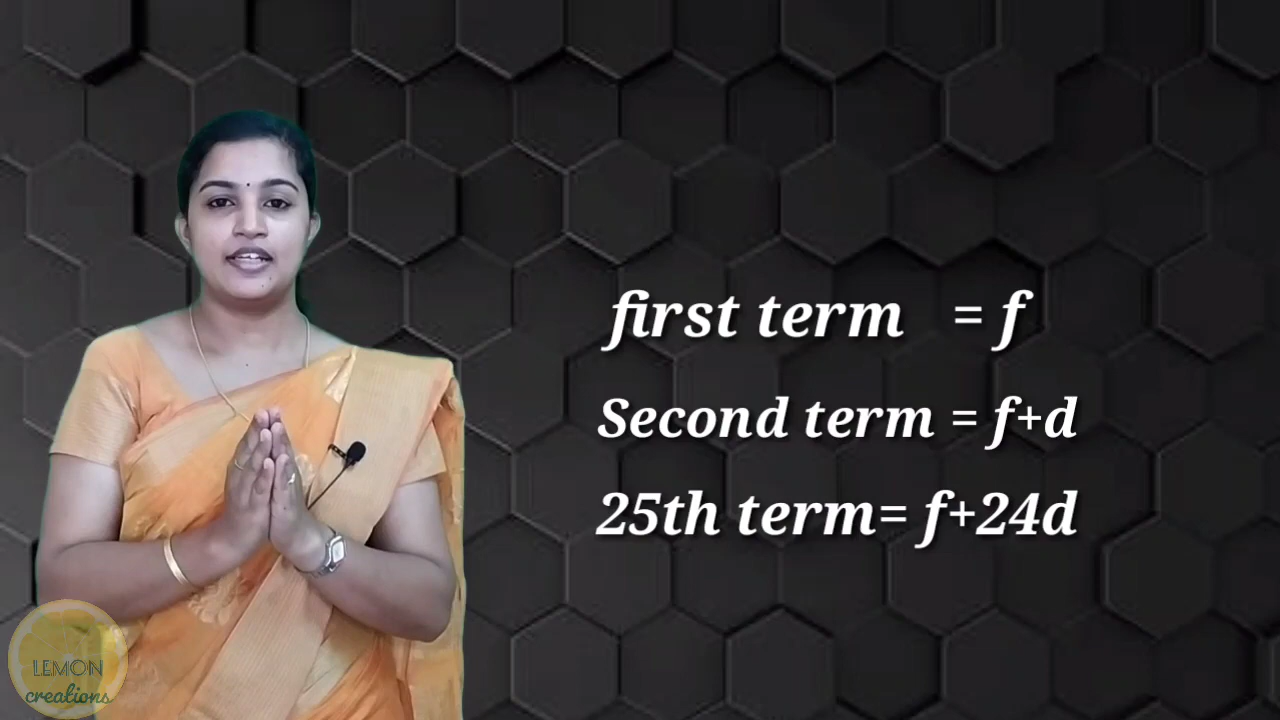 first term = f
Second term = f+d
25th term= f+24d
LEMON
creations